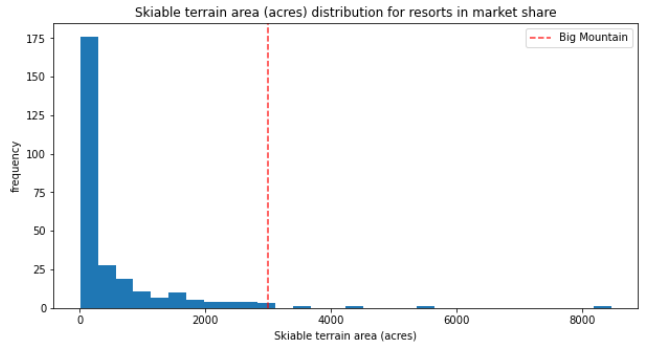 Skiable terrain area (acres) distribution for resorts in market share
Big Mountain
175
150
125
100
75
50
25
0
frequency
0 2000 4000 6000 8000
Skiable terrain area (acres)